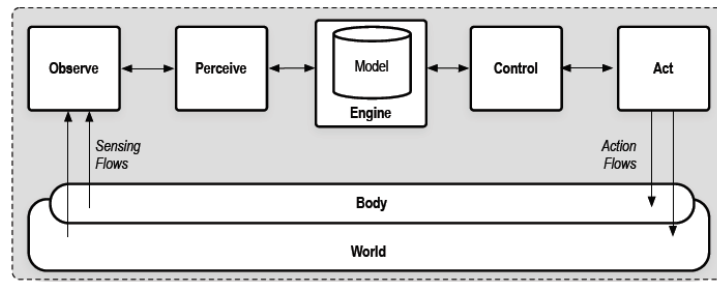 Observe
Perceive
Model
Engine
Control
Act
Sensing
Flows
Action
Flows
Body
World